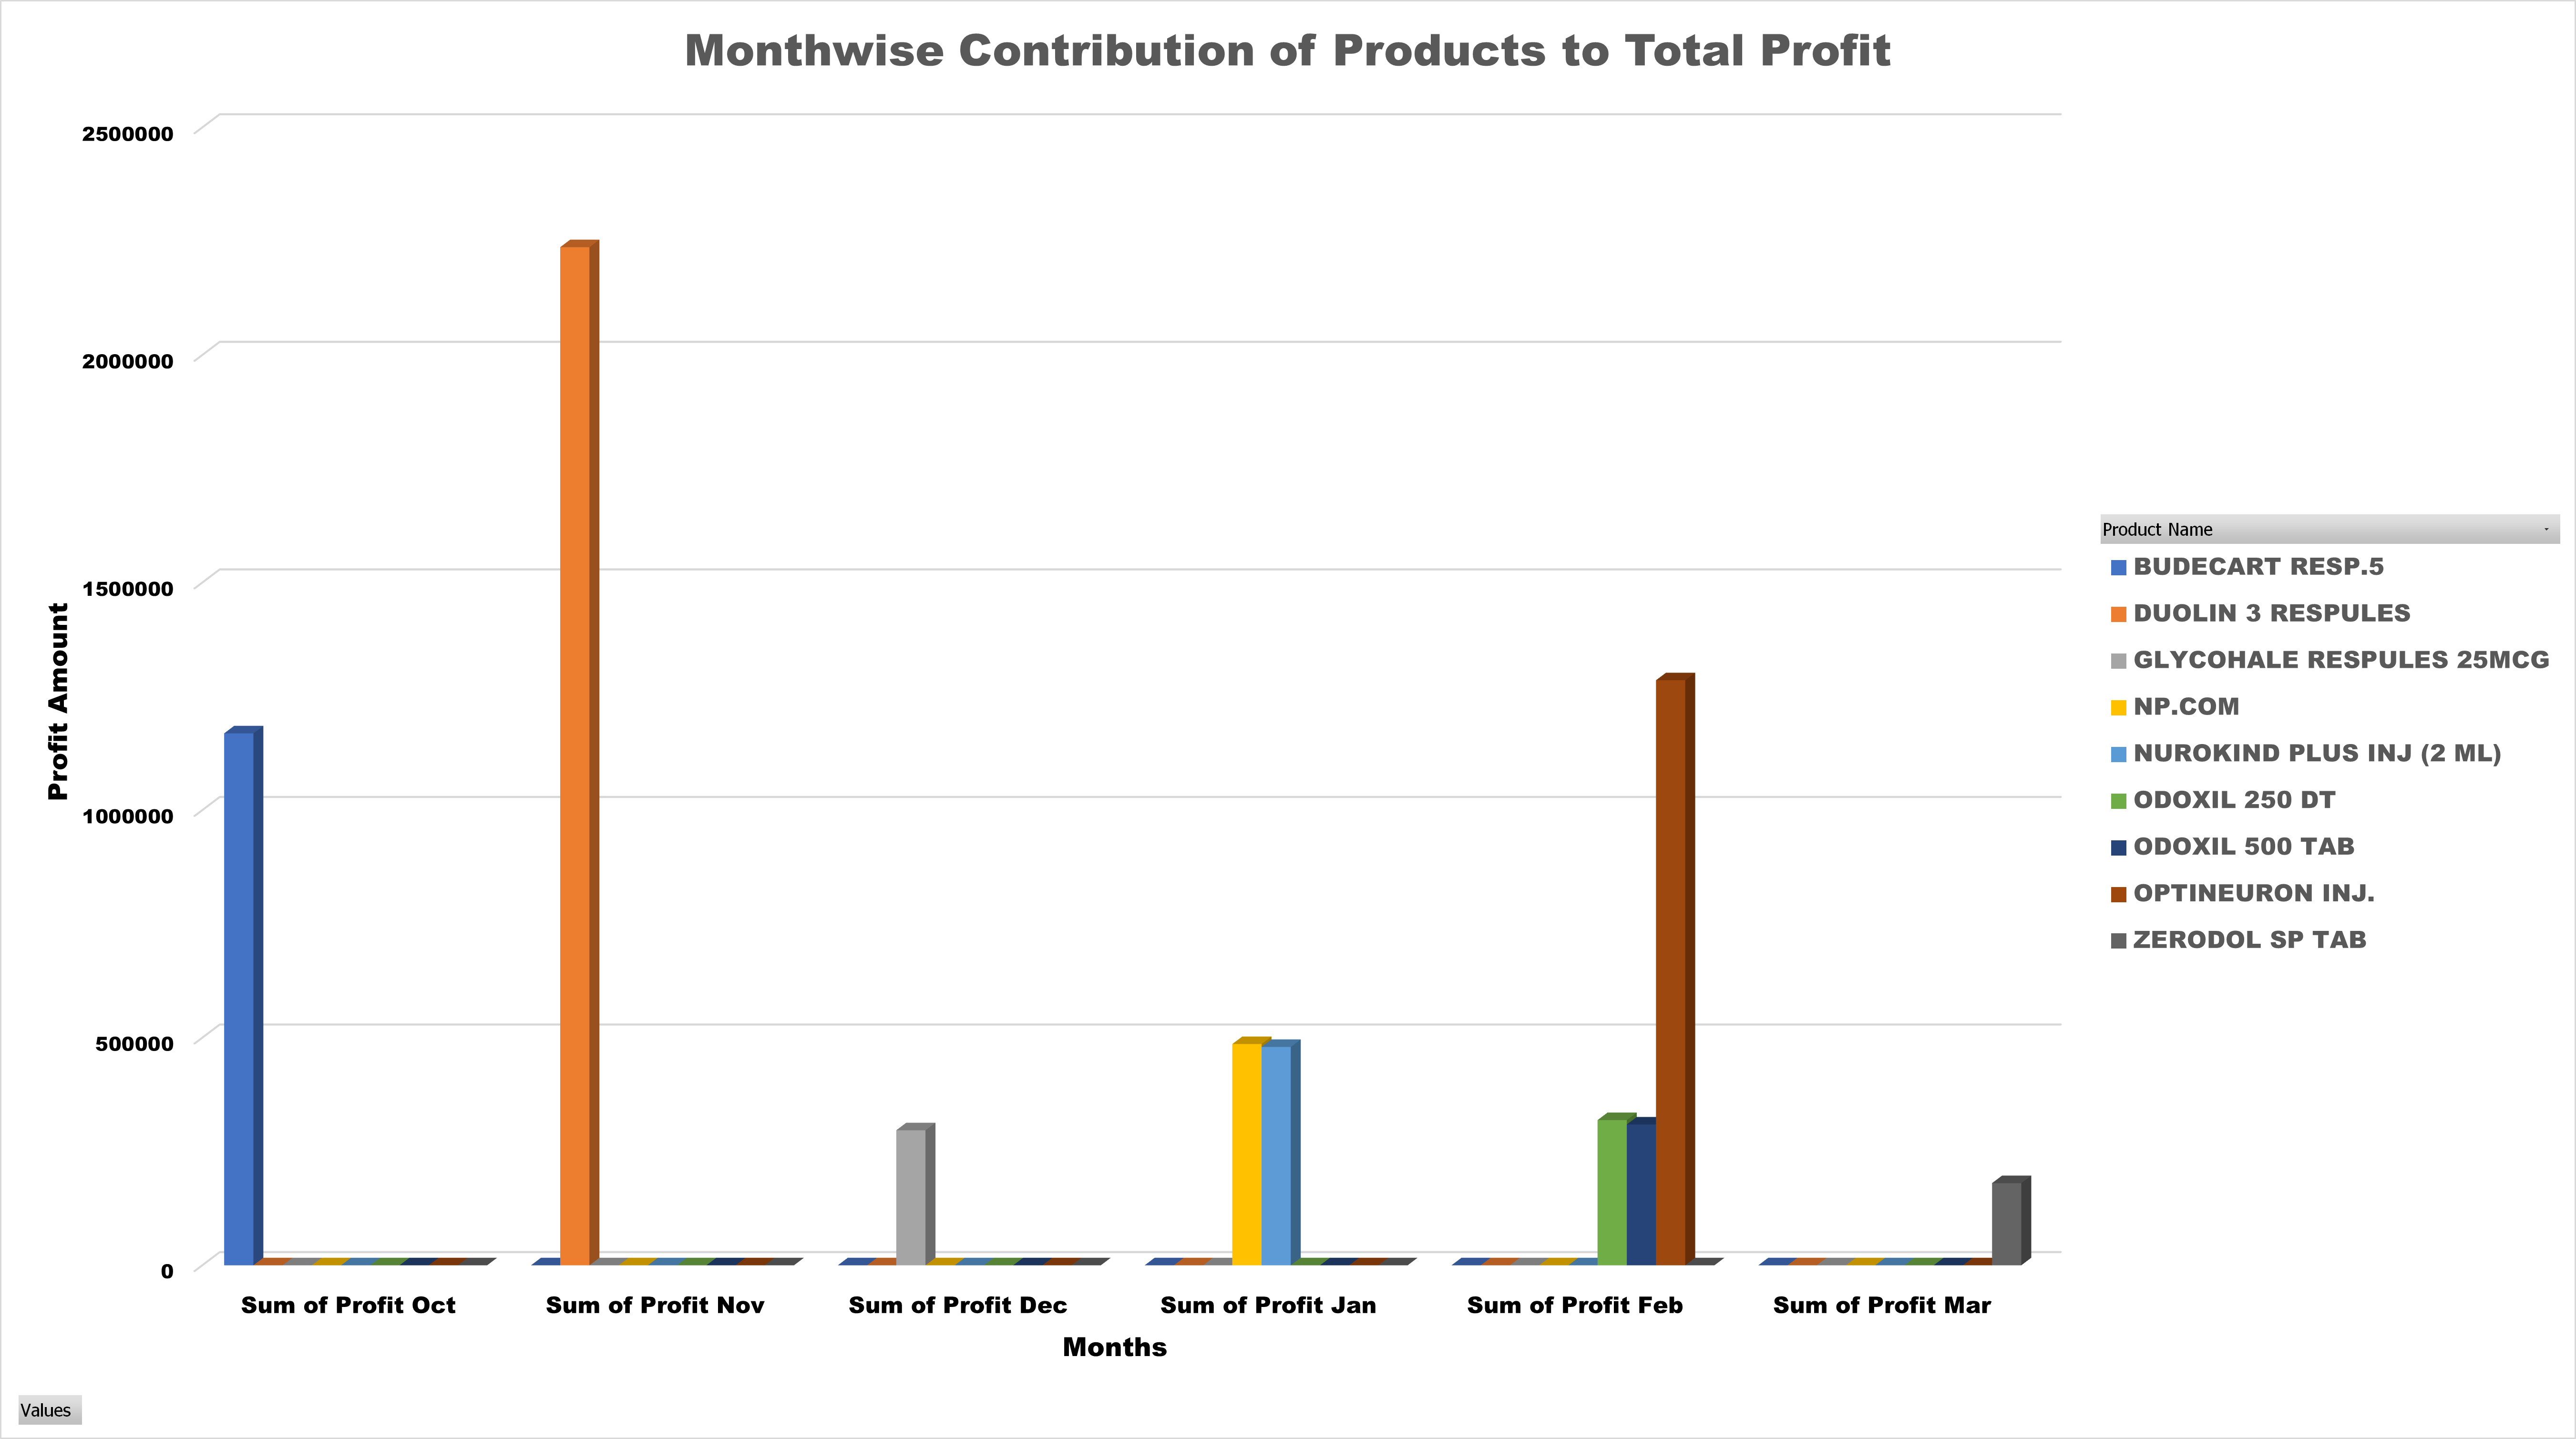 Monthwise Contribution of Products to Total Profit
2500000
2000000
1500000
1000000
500000
0
Profit Amount
Sum of Profit Oct
Sum of Profit Nov
Sum of Profit Dec
Sum of Profit Jan
Sum of Profit Feb
Sum of Profit Mar
Months
Product Name
BUDECART RESP.5
DUOLIN 3 RESPULES
GLYCOHALE RESPULES 25MCG
NP.COM
NUROKIND PLUS INJ (2 ML)
ODOXIL 250 DT
ODOXIL 500 TAB
OPTINEURON INJ.
ZERODOL SP TAB
Values